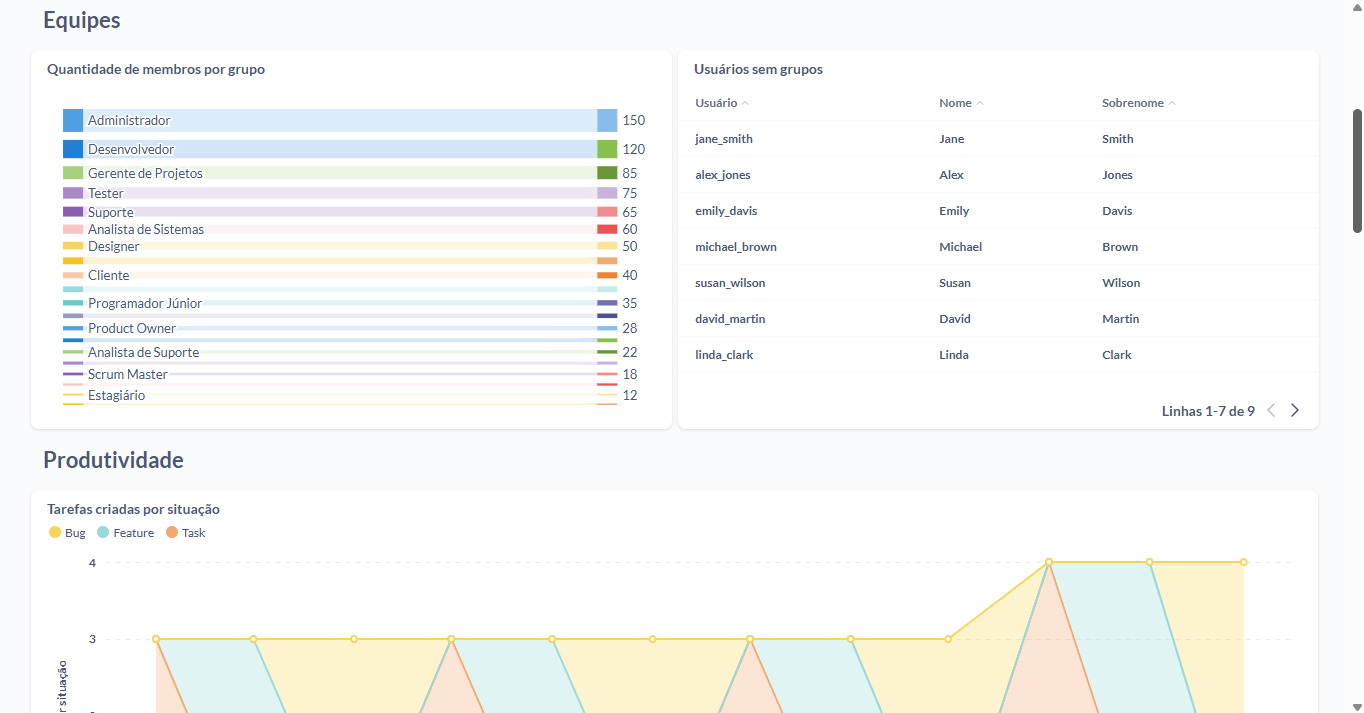 Equipes
Quantidade de membros por grupo
Administrador 150
Desenvolvedor 120
Gerente de Projetos 85
Tester 75
Suporte 65
Analista de Sistemas 60
Designer 50
Cliente 40
Programador Júnior 35
Product Owner 28
Analista de Suporte 22
Scrum Master 18
Estagiário 12
Usuários sem grupos
Usuário Nome Sobrenome
jane_smith Jane Smith
alex_jones Alex Jones
emily_davis Emily Davis
michael_brown Michael Brown
susan_wilson Susan Wilson
david_martin David Martin
linda_clark Linda Clark
Linhas 1-7 de 9
Produtividade
Tarefas criadas por situação
Bug Feature Task
4
3
situação